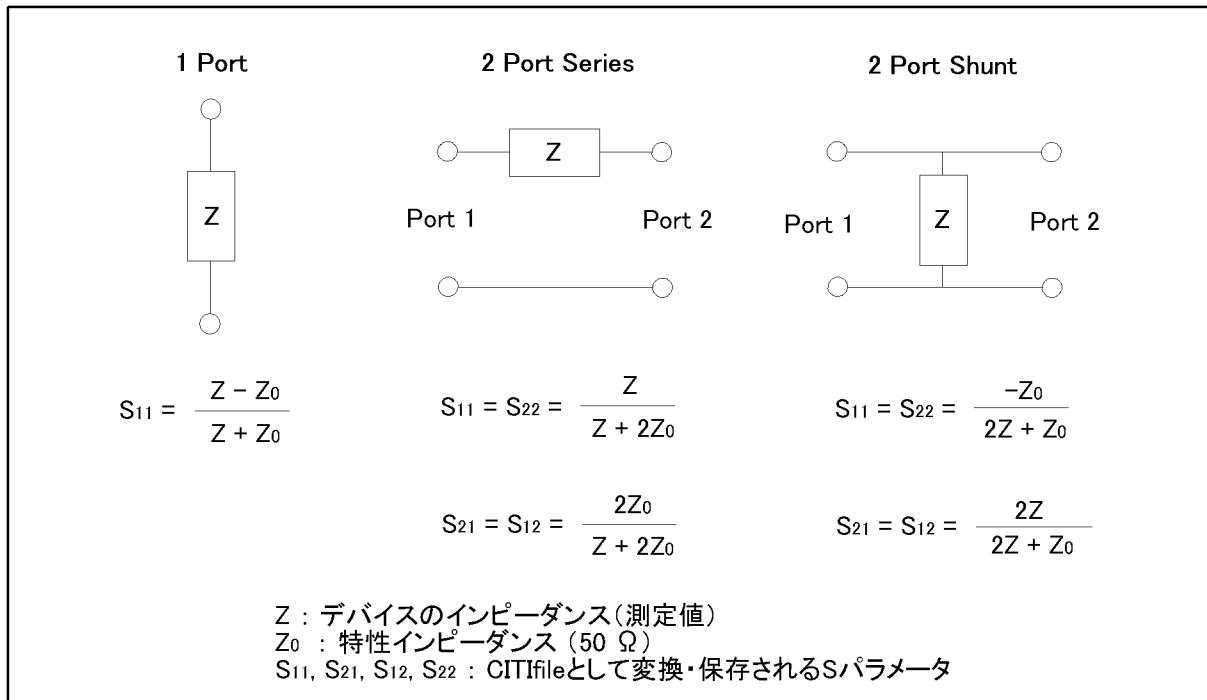 1 Port
2 Port Series
2 Port Shunt
Z
Z
Z
Port 1
Port 2
Port 1
Port 2
S11 = Z − Z0 / Z + Z0
S11 = S22 = Z / Z + 2Z0
S11 = S22 = −Z0 / 2Z + Z0
S21 = S12 = 2Z0 / Z + 2Z0
S21 = S12 = 2Z / 2Z + Z0
Z : デバイスのインピーダンス(測定値)
Z0 : 特性インピーダンス (50 Ω)
S11, S21, S12, S22 : CITIfileとして変換・保存されるSパラメータ